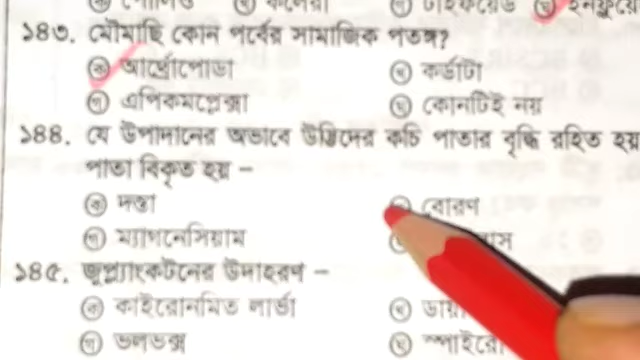 ১৪৩. মৌমাছি কোন পর্বের সামাজিক পতঙ্গ?
ক আর্থ্রোপোডা খ কর্ডাটা
গ এপিকমপ্লেক্সা ঘ কোনটিই নয়
১৪৪. যে উপাদানের অভাবে উদ্ভিদের কচি পাতার বৃদ্ধি রহিত হয়
পাতা বিকৃত হয় –
ক দস্তা বোরণ
গ ম্যাগনেসিয়াম
১৪৫. জুপ্ল্যাংকটনের উদাহরণ –
ক কাইরোনমিড লার্ভা খ
গ ভলভক্স ঘ